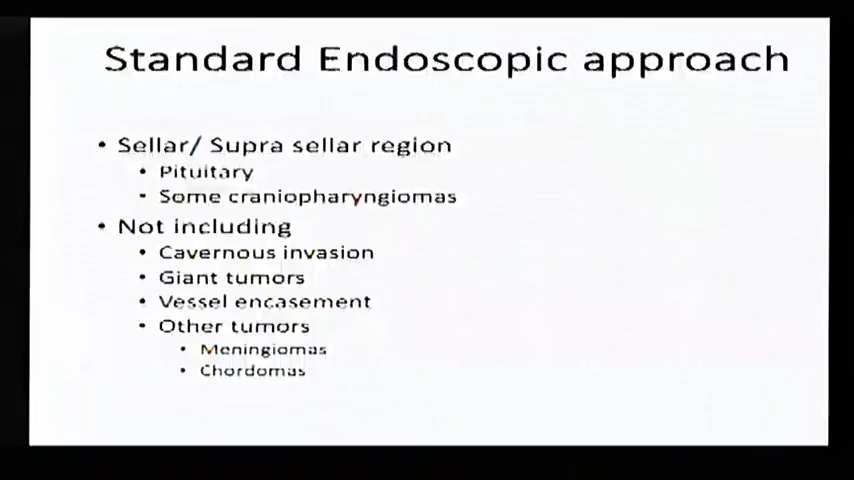 Standard Endoscopic approach
• Sellar/ Supra sellar region
• Pituitary
• Some craniopharyngiomas
• Not including
• Cavernous invasion
• Giant tumors
• Vessel encasement
• Other tumors
• Meningiomas
• Chordomas